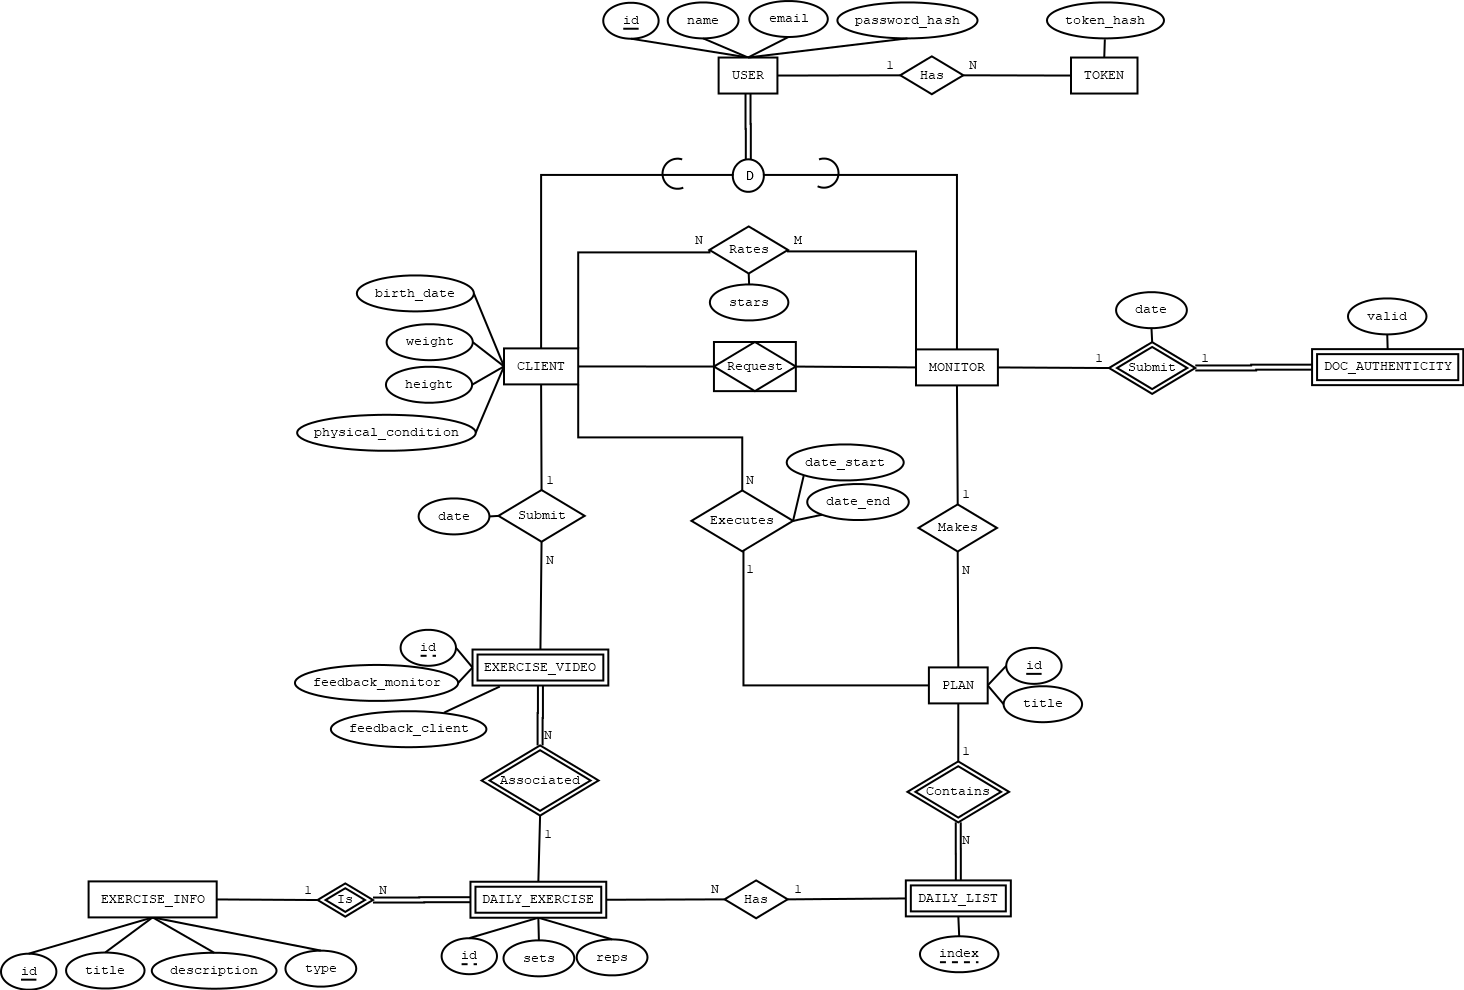 id
name
email
password_hash
token_hash
USER
1
Has
N
TOKEN
D
N
Rates
M
stars
birth_date
weight
height
physical_condition
CLIENT
Request
MONITOR
date
1
Submit
1
valid
DOC_AUTHENTICITY
date_start
date_end
1
date
Submit
N
N
Executes
1
1
Makes
N
id
feedback_monitor
feedback_client
EXERCISE_VIDEO
PLAN
id
title
N
Associated
1
1
Contains
N
EXERCISE_INFO
1
Is
N
DAILY_EXERCISE
N
Has
1
DAILY_LIST
id
title
description
type
id
sets
reps
index